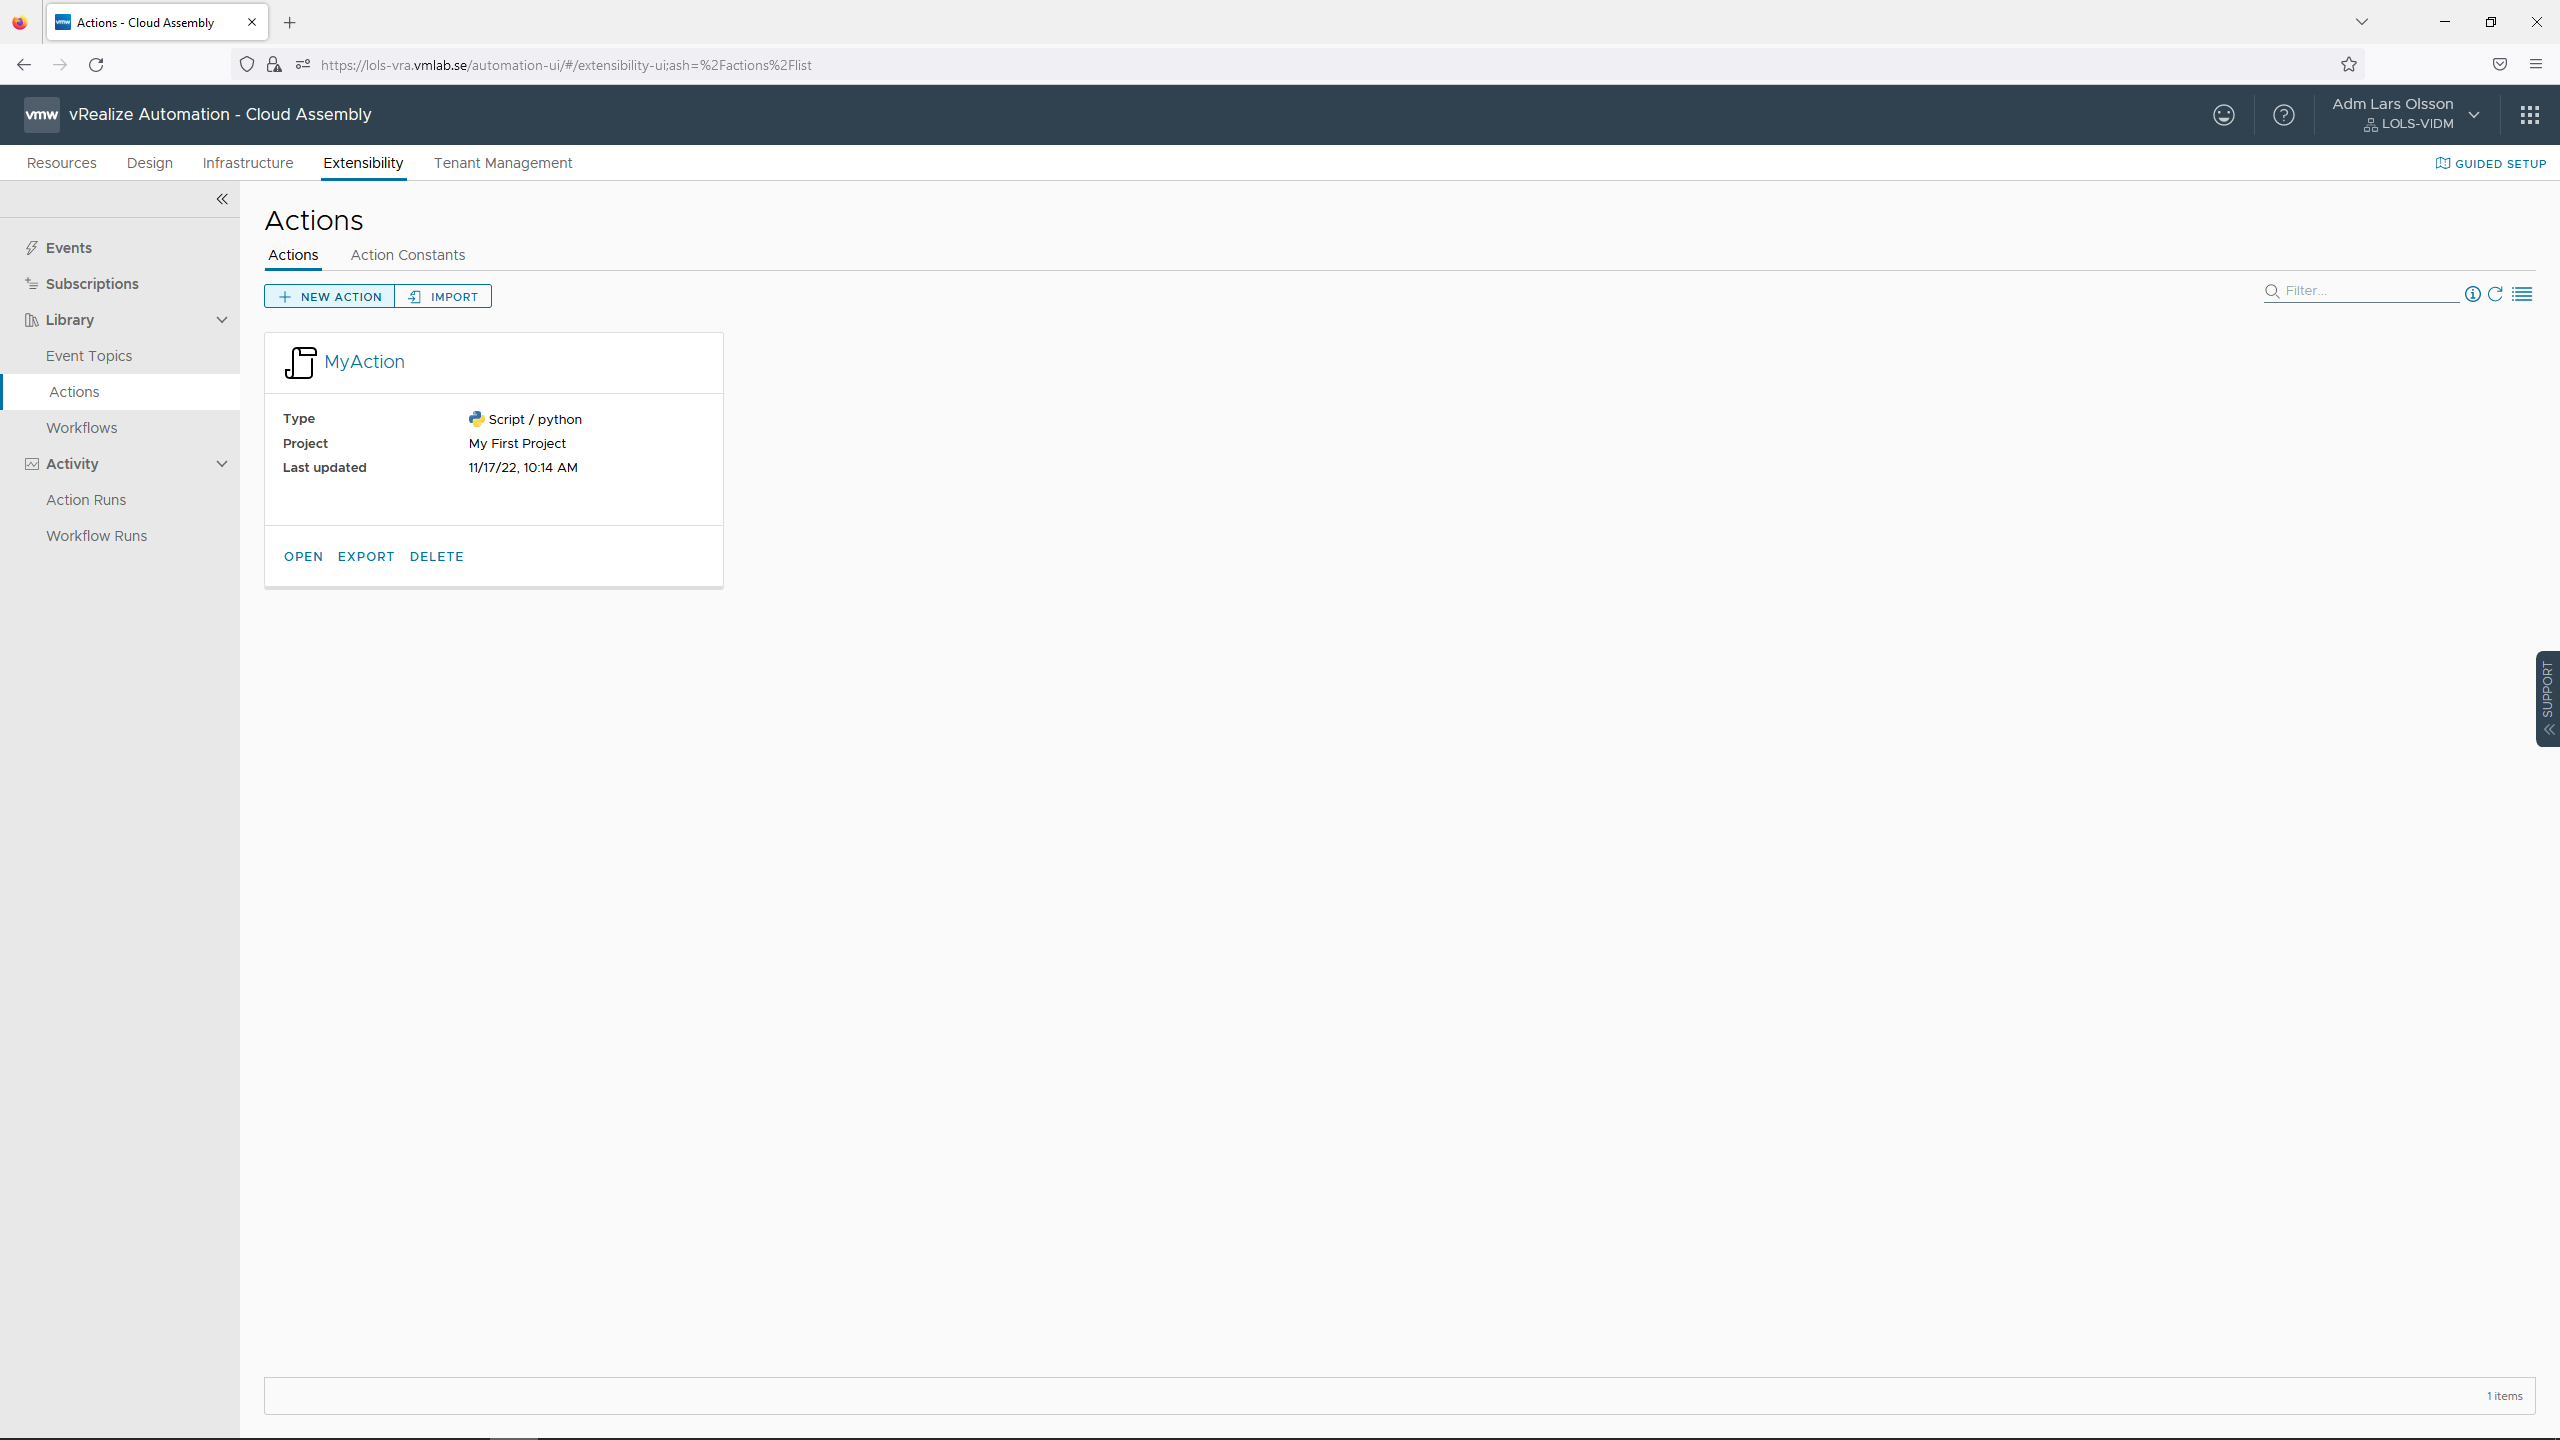 Actions - Cloud Assembly
https://lols-vra.vmlab.se/automation-ui/#/extensibility-ui;ash=%2Factions%2Flist
vmw vRealize Automation - Cloud Assembly
Adm Lars Olsson
LOLS-VIDM
Resources Design Infrastructure Extensibility Tenant Management
GUIDED SETUP
Events
Subscriptions
Library
Event Topics
Actions
Workflows
Activity
Action Runs
Workflow Runs
Actions
Actions Action Constants
NEW ACTION IMPORT
Filter...
MyAction
Type Script / python
Project My First Project
Last updated 11/17/22, 10:14 AM
OPEN EXPORT DELETE
SUPPORT
1 items